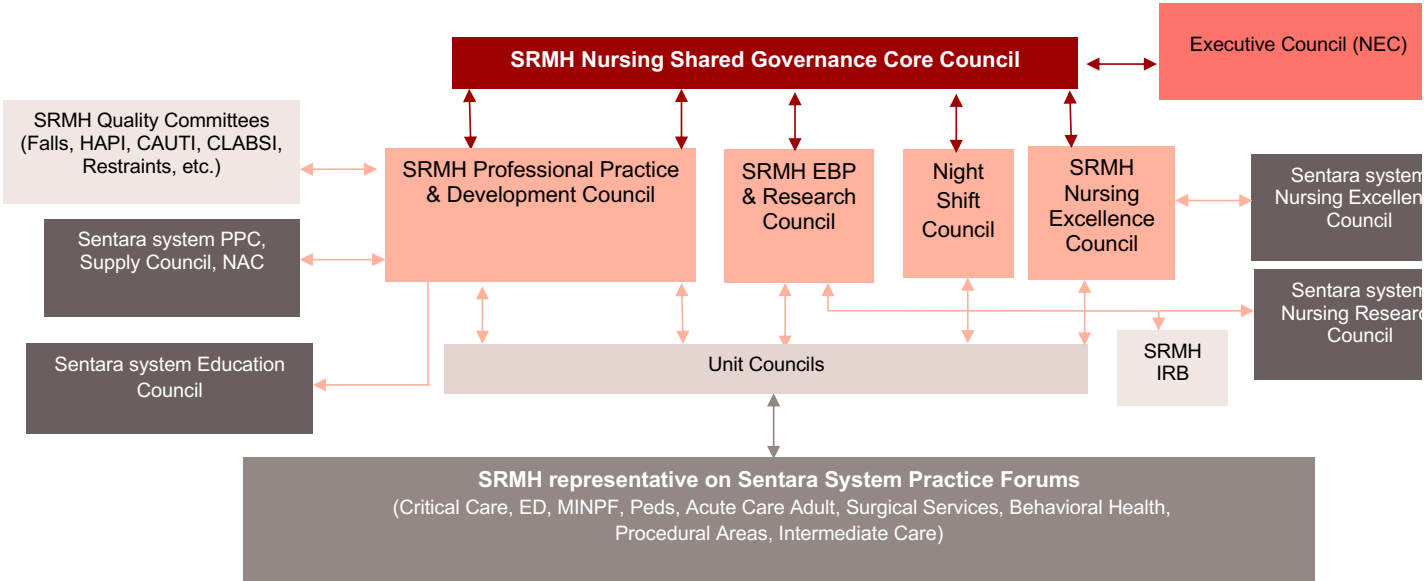 SRMH Nursing Shared Governance Core Council
Executive Council (NEC)
SRMH Quality Committees
(Falls, HAPI, CAUTI, CLABSI,
Restraints, etc.)
SRMH Professional Practice
& Development Council
SRMH EBP
& Research
Council
Night
Shift
Council
SRMH
Nursing
Excellence
Council
Sentara system
Nursing
Council
Sentara system PPC,
Supply Council, NAC
Sentara system
Nursing
Council
Sentara system Education
Council
Unit Councils
SRMH
IRB
SRMH representative on Sentara System Practice Forums
(Critical Care, ED, MINPF, Peds, Acute Care Adult, Surgical Services, Behavioral Health,
Procedural Areas, Intermediate Care)